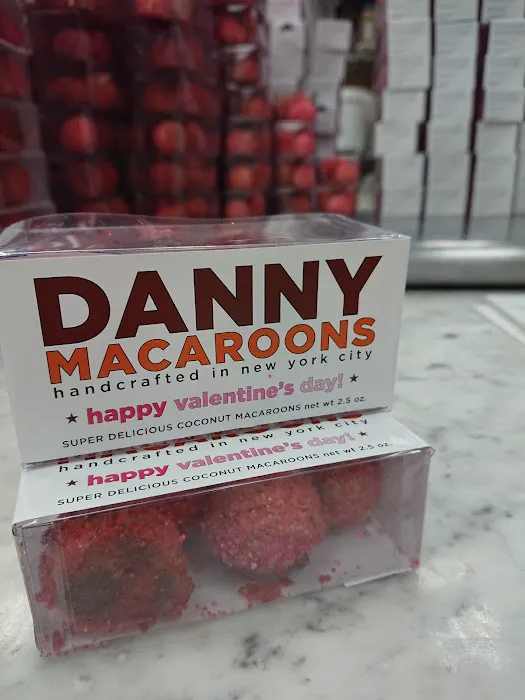 DANNY
MACAROONS
handcrafted in new york city
★ happy valentine's day! ★
SUPER DELICIOUS COCONUT MACAROONS net wt 2.5 oz.
handcrafted in new york city
★ happy valentine's day! ★
SUPER DELICIOUS COCONUT MACAROONS net wt 2.5 oz.